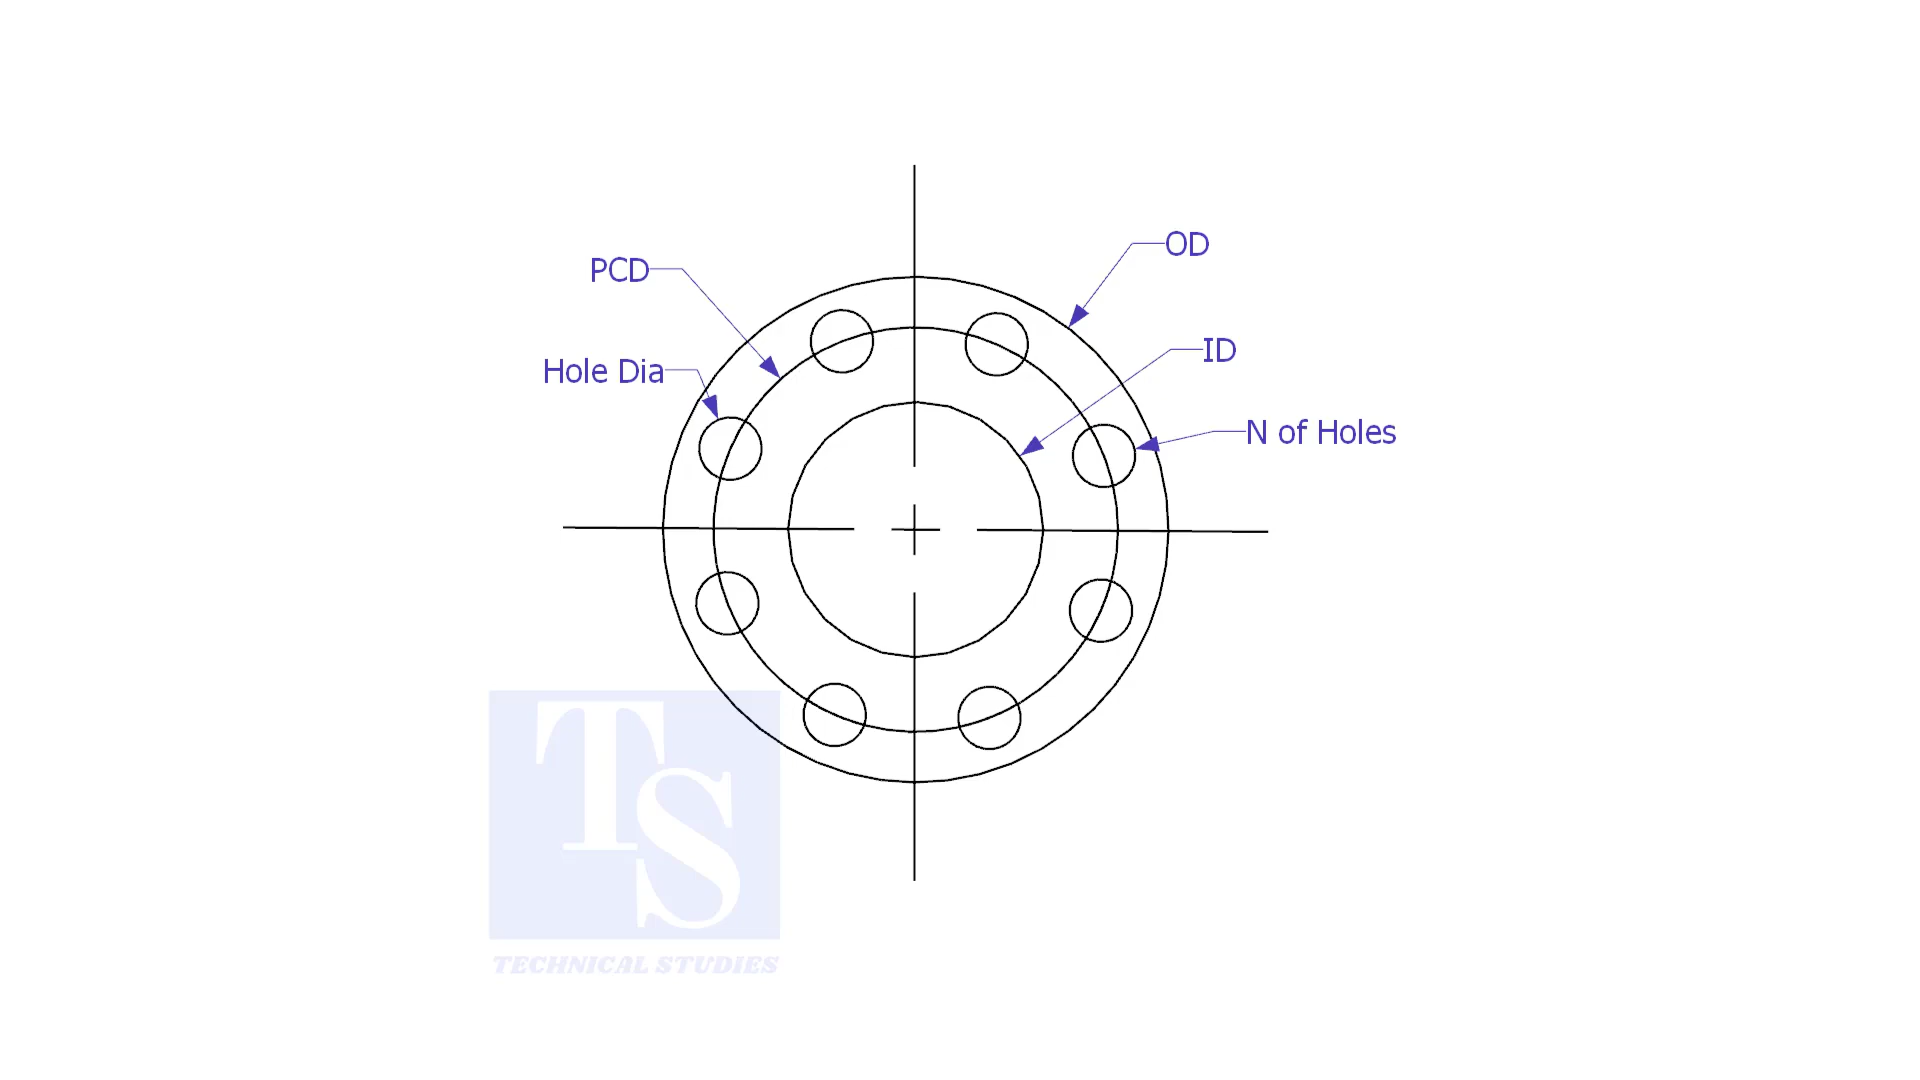 OD
PCD
ID
Hole Dia
N of Holes
TS
TECHNICAL STUDIES